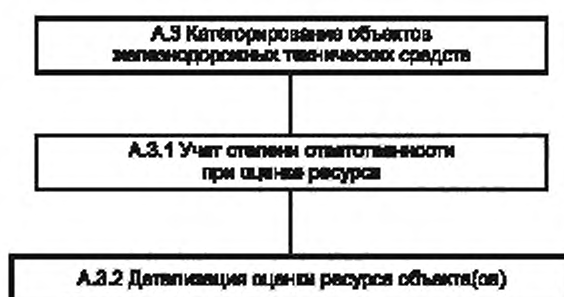 А.3 Категорирование объектов
железнодорожных технических средств
А.3.1 Учет степени ответственности
при оценке ресурса
А.3.2 Детализация оценки ресурса объекта(ов)